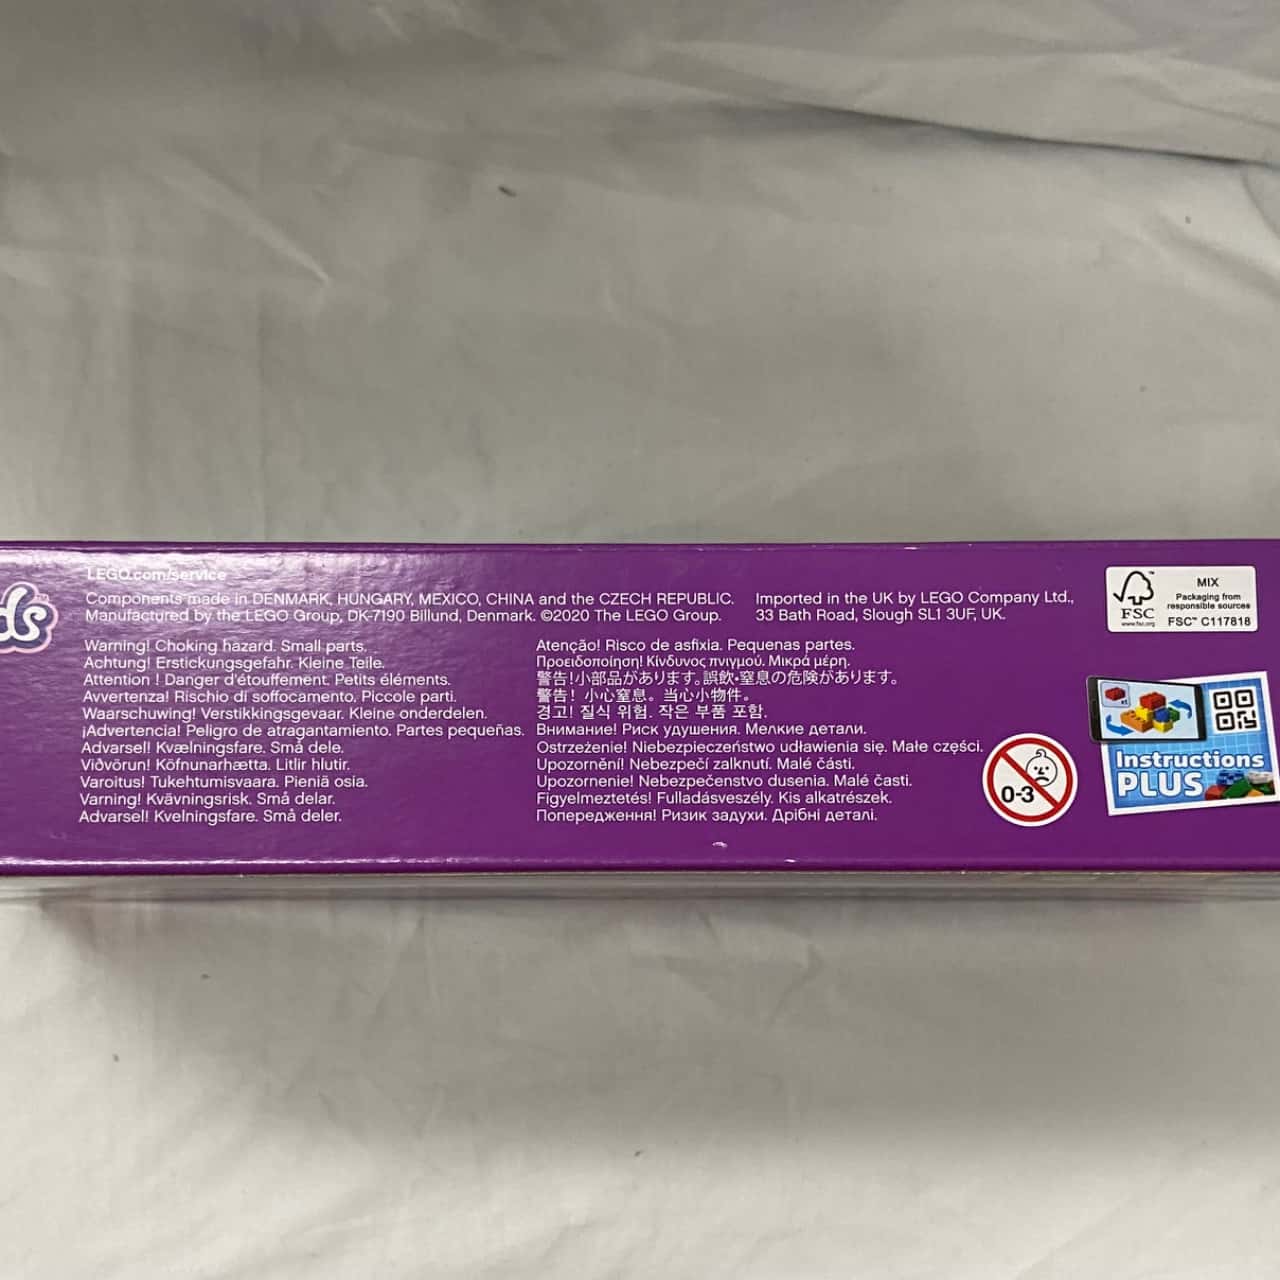 ds
LEGO.com/service
Components made in DENMARK, HUNGARY, MEXICO, CHINA and the CZECH REPUBLIC.
Manufactured by the LEGO Group, DK-7190 Billund, Denmark. ©2020 The LEGO Group.
Imported in the UK by LEGO Company Ltd.,
33 Bath Road, Slough SL1 3UF, UK.
Warning! Choking hazard. Small parts.
Achtung! Erstickungsgefahr. Kleine Teile.
Attention ! Danger d'étouffement. Petits éléments.
Avvertenza! Rischio di soffocamento. Piccole parti.
Waarschuwing! Verstikkingsgevaar. Kleine onderdelen.
¡Advertencia! Peligro de atragantamiento. Partes pequeñas.
Advarsel! Kvælningsfare. Små dele.
Viðvörun! Köfnunarhætta. Litlir hlutir.
Varoitus! Tukehtumisvaara. Pieniä osia.
Varning! Kvävningsrisk. Små delar.
Advarsel! Kvelningsfare. Små deler.
Atenção! Risco de asfixia. Pequenas partes.
Προειδοποίηση! Κίνδυνος πνιγμού. Μικρά μέρη.
警告!小部品があります。誤飲・窒息の危険があります。
警告！小心窒息。当心小物件。
경고! 질식 위험. 작은 부품 포함.
Внимание! Риск удушения. Мелкие детали.
Ostrzeżenie! Niebezpieczeństwo udławienia się. Małe części.
Upozornění! Nebezpečí zalknutí. Malé části.
Upozornenie! Nebezpečenstvo dusenia. Malé časti.
Figyelmeztetés! Fulladásveszély. Kis alkatrészek.
Попередження! Ризик задухи. Дрібні деталі.
0-3
FSC
www.fsc.org
MIX
Packaging from
responsible sources
FSC™ C117818
x1
Instructions
PLUS